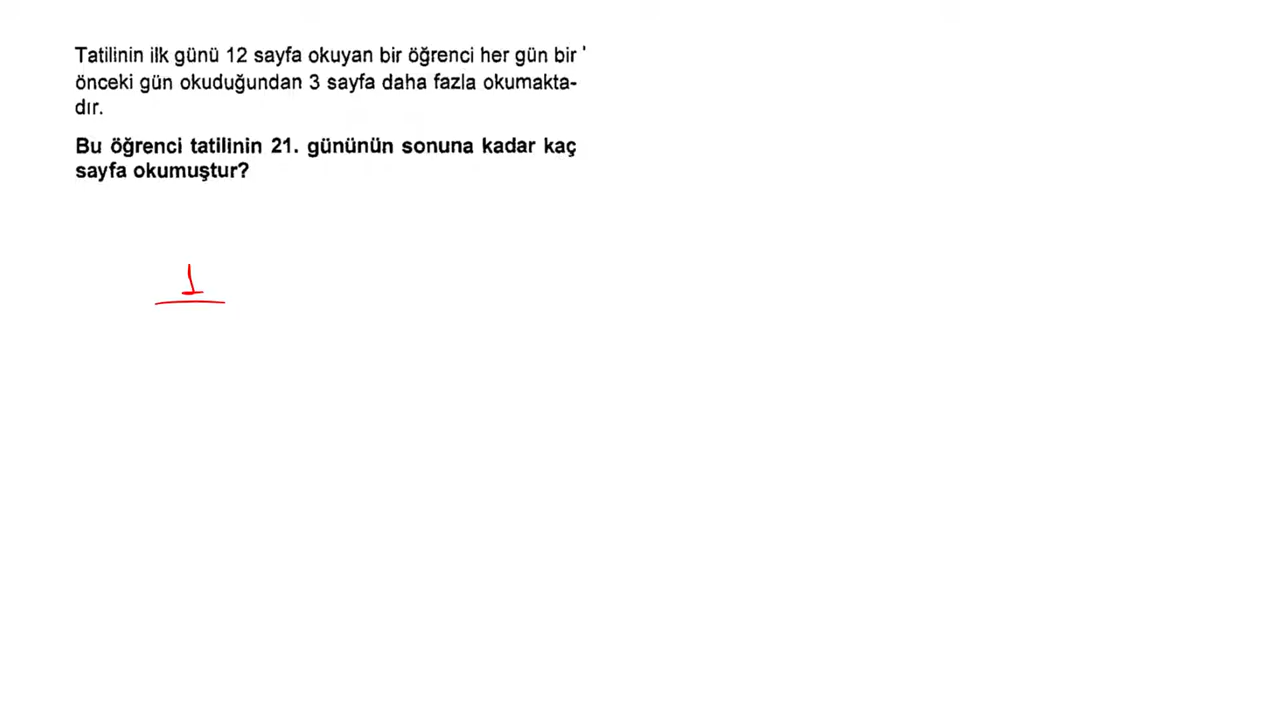 Tatilinin ilk günü 12 sayfa okuyan bir öğrenci her gün bir '
önceki gün okuduğundan 3 sayfa daha fazla okumakta-
dır.
Bu öğrenci tatilinin 21. gününün sonuna kadar kaç
sayfa okumuştur?
1